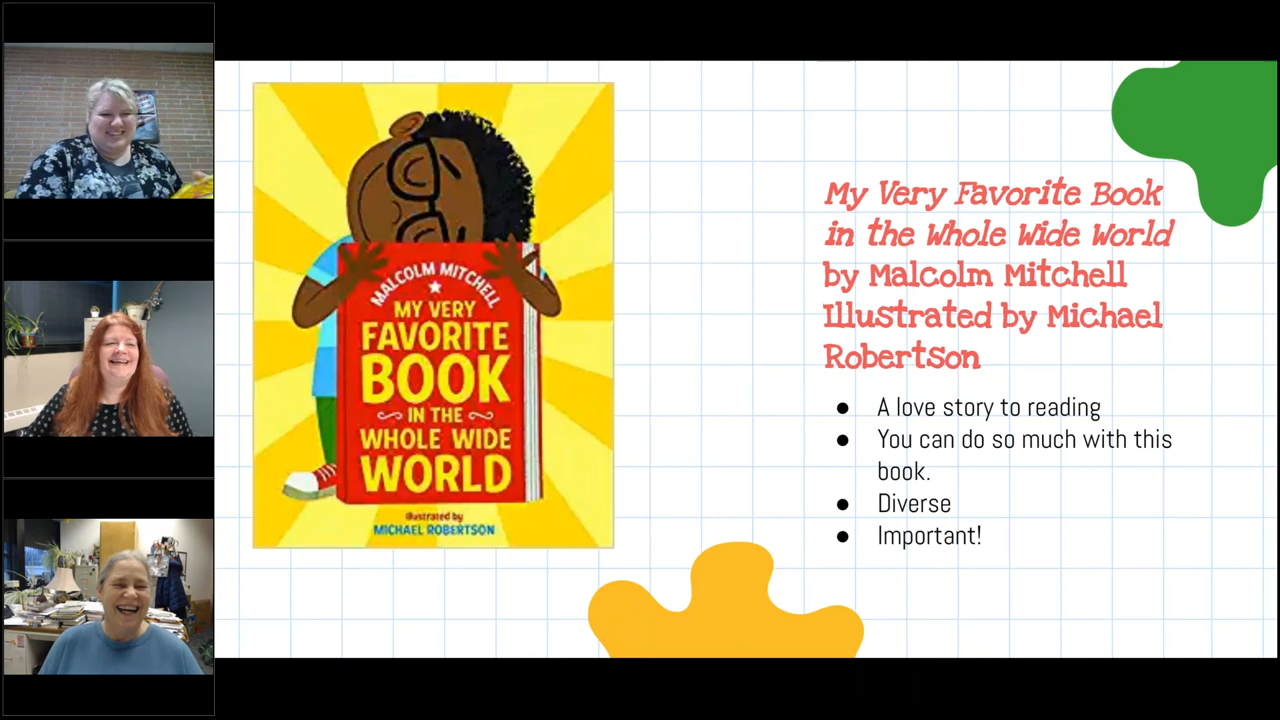 MALCOLM MITCHELL
MY VERY
FAVORITE
BOOK
IN THE
WHOLE WIDE
WORLD
Illustrated by
MICHAEL ROBERTSON
My Very Favorite Book
in the Whole Wide World
by Malcolm Mitchell
Illustrated by Michael
Robertson
● A love story to reading
● You can do so much with this
book.
● Diverse
● Important!